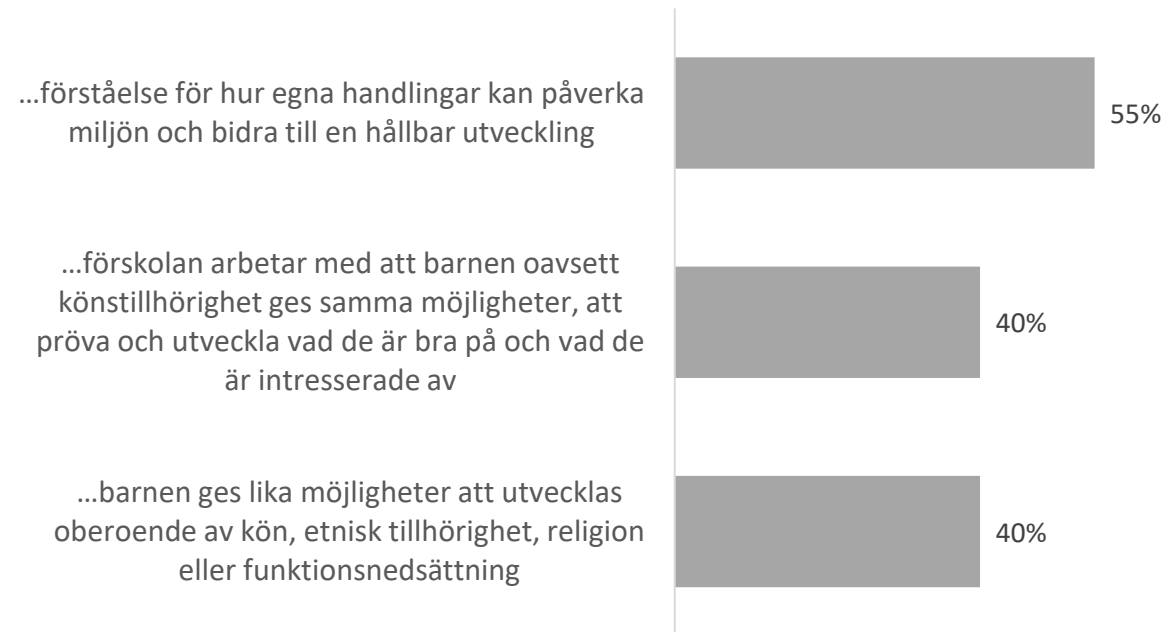 …förståelse för hur egna handlingar kan påverka
miljön och bidra till en hållbar utveckling
55%
…förskolan arbetar med att barnen oavsett
könstillhörighet ges samma möjligheter, att
pröva och utveckla vad de är bra på och vad de
är intresserade av
40%
…barnen ges lika möjligheter att utvecklas
oberoende av kön, etnisk tillhörighet, religion
eller funktionsnedsättning
40%